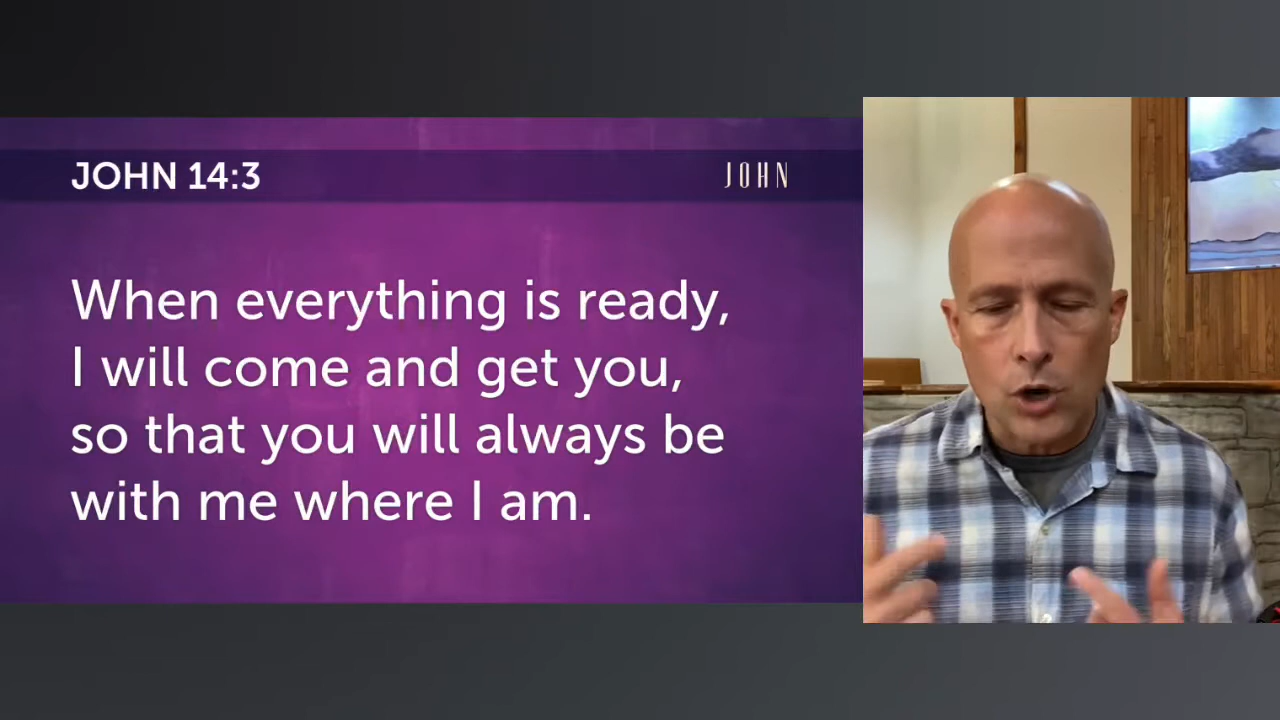 JOHN 14:3
JOHN
When everything is ready,
I will come and get you,
so that you will always be
with me where I am.